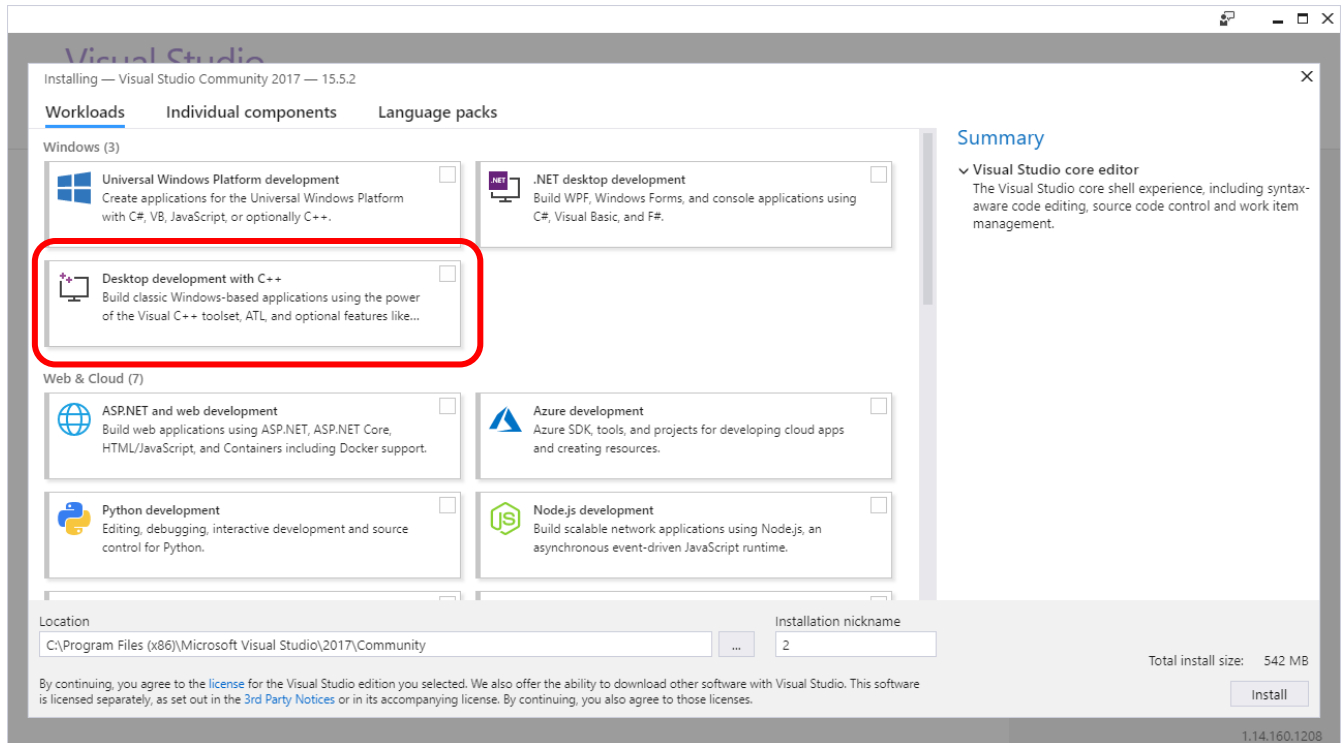 Visual Studio
Installing — Visual Studio Community 2017 — 15.5.2
Workloads Individual components Language packs
Windows (3)
Universal Windows Platform development
Create applications for the Universal Windows Platform
with C#, VB, JavaScript, or optionally C++.
.NET
.NET desktop development
Build WPF, Windows Forms, and console applications using
C#, Visual Basic, and F#.
Desktop development with C++
Build classic Windows-based applications using the power
of the Visual C++ toolset, ATL, and optional features like...
Web & Cloud (7)
ASP.NET and web development
Build web applications using ASP.NET, ASP.NET Core,
HTML/JavaScript, and Containers including Docker support.
Azure development
Azure SDK, tools, and projects for developing cloud apps
and creating resources.
Python development
Editing, debugging, interactive development and source
control for Python.
JS
Node.js development
Build scalable network applications using Node.js, an
asynchronous event-driven JavaScript runtime.
Summary
Visual Studio core editor
The Visual Studio core shell experience, including syntax-
aware code editing, source code control and work item
management.
Location
C:\Program Files (x86)\Microsoft Visual Studio\2017\Community
...
Installation nickname
2
Total install size: 542 MB
By continuing, you agree to the license for the Visual Studio edition you selected. We also offer the ability to download other software with Visual Studio. This software
is licensed separately, as set out in the 3rd Party Notices or in its accompanying license. By continuing, you also agree to those licenses.
Install
1.14.160.1208